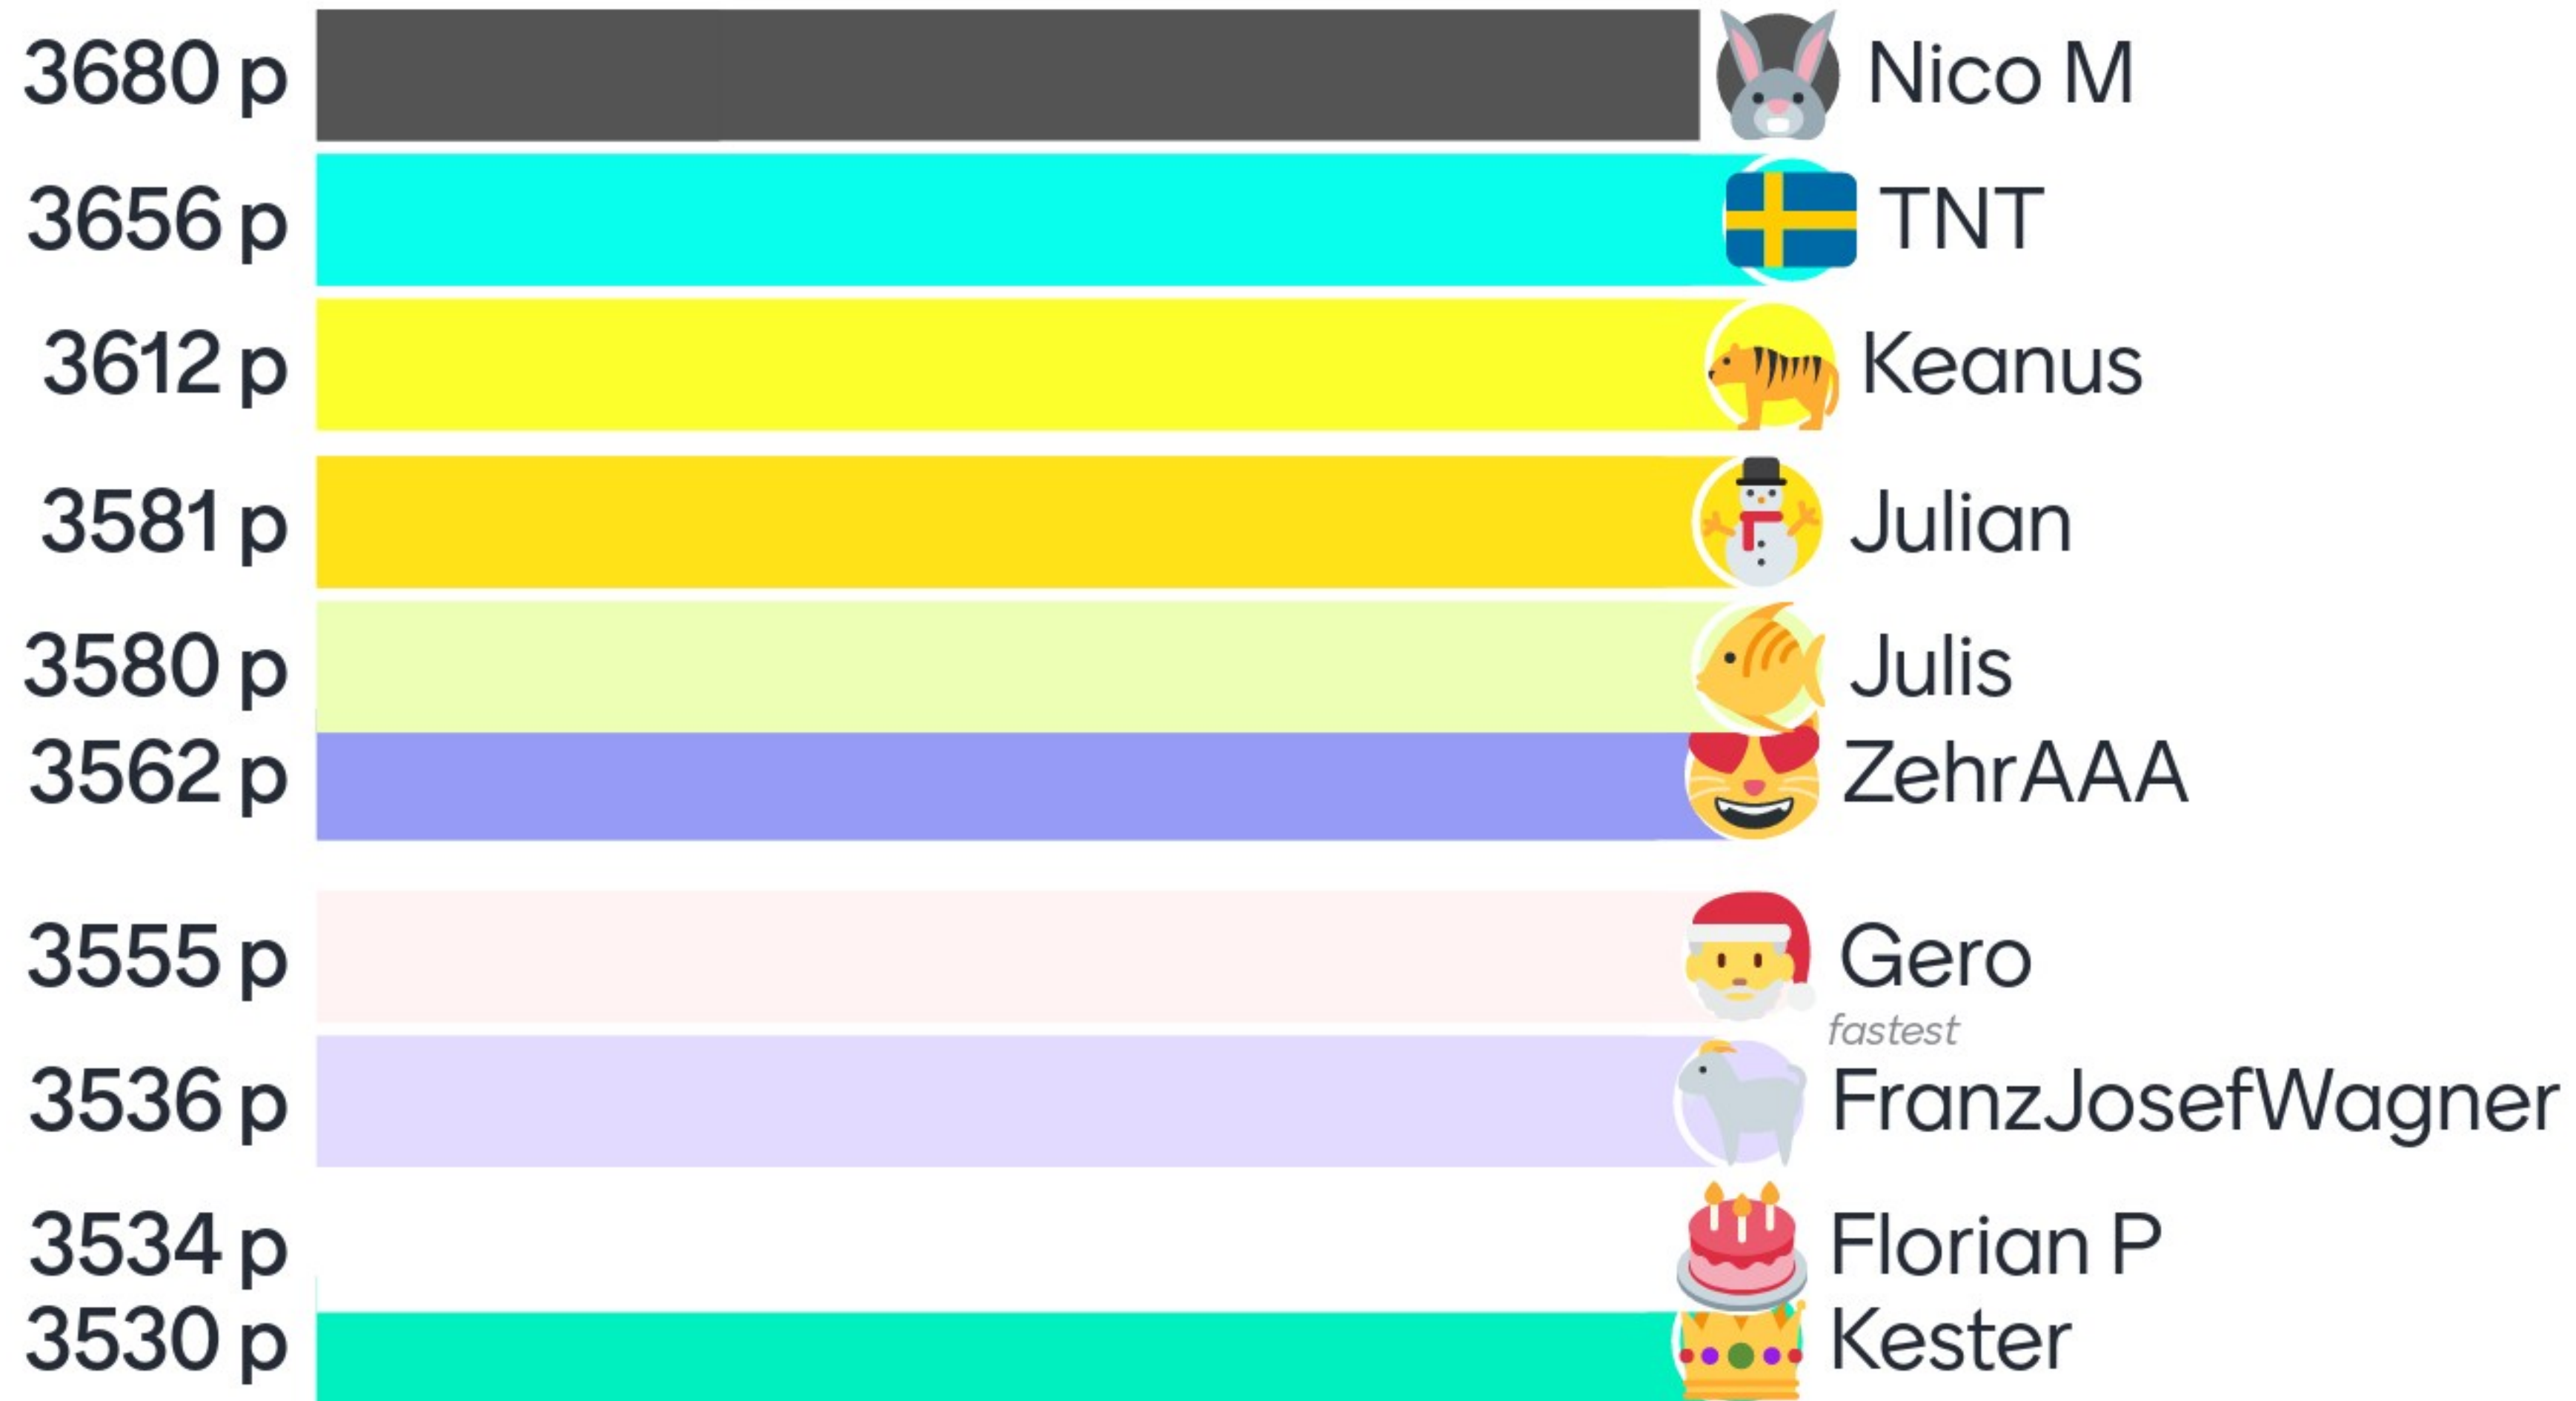 3680 p Nico M
3656 p TNT
3612 p Keanus
3581 p Julian
3580 p Julis
3562 p ZehrAAA
3555 p Gero
fastest
3536 p FranzJosefWagner
3534 p Florian P
3530 p Kester